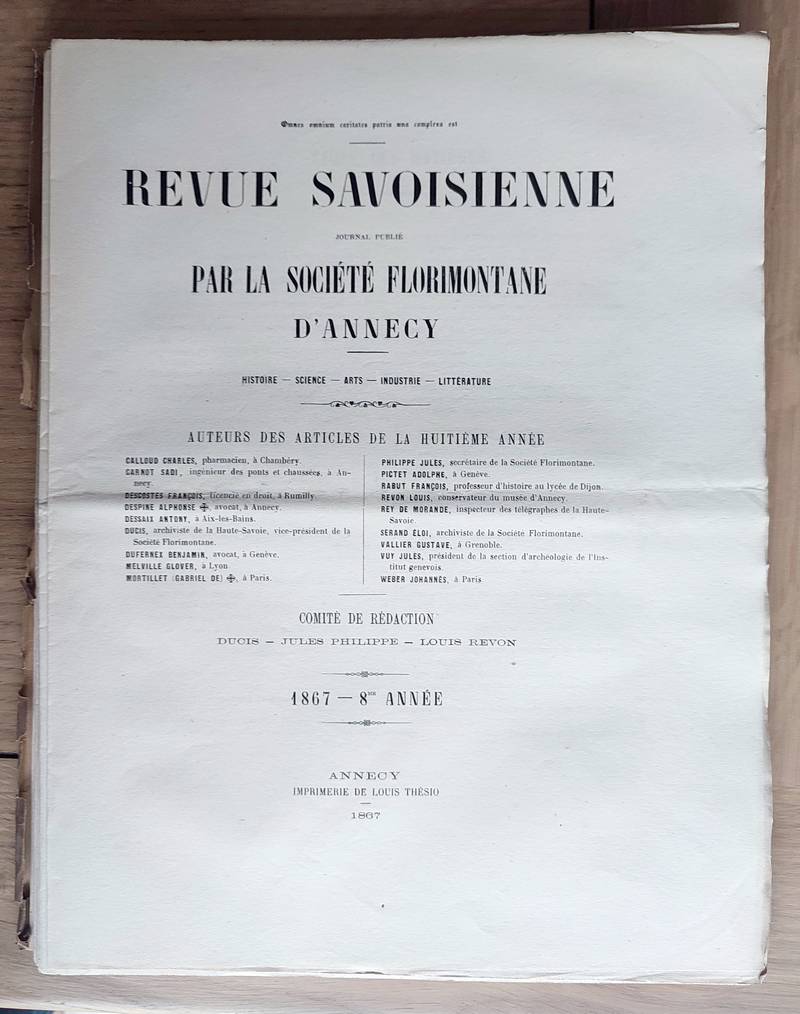 Omnes omnium caritates patria una complexa est
REVUE SAVOISIENNE
JOURNAL PUBLIÉ
PAR LA SOCIÉTÉ FLORIMONTANE
D'ANNECY
HISTOIRE — SCIENCE — ARTS — INDUSTRIE — LITTÉRATURE
AUTEURS DES ARTICLES DE LA HUITIÈME ANNÉE
CALLOUD CHARLES, pharmacien, à Chambéry.
CARNOT SADI, ingénieur des ponts et chaussées, à An-
necy.
DESCOSTES FRANÇOIS, licencié en droit, à Rumilly.
DESPINE ALPHONSE ✠, avocat, à Annecy.
DESSAIX ANTONY, à Aix-les-Bains.
DUCIS, archiviste de la Haute-Savoie, vice-président de la
Société Florimontane.
DUFERNEX BENJAMIN, avocat, à Genève.
MELVILLE GLOVER, à Lyon
MORTILLET (GABRIEL DE) ✠, à Paris.
PHILIPPE JULES, secrétaire de la Société Florimontane.
PICTET ADOLPHE, à Genève.
RABUT FRANÇOIS, professeur d'histoire au lycée de Dijon.
REVON LOUIS, conservateur du musée d'Annecy.
REY DE MORANDE, inspecteur des télégraphes de la Haute-
Savoie.
SERAND ÉLOI, archiviste de la Société Florimontane.
VALLIER GUSTAVE, à Grenoble.
VUY JULES, président de la section d'archéologie de l'Ins-
titut genevois.
WEBER JOHANNÈS, à Paris
COMITÉ DE RÉDACTION
DUCIS — JULES PHILIPPE — LOUIS REVON
1867 — 8ME ANNÉE
ANNECY
IMPRIMERIE DE LOUIS THÉSIO
1867